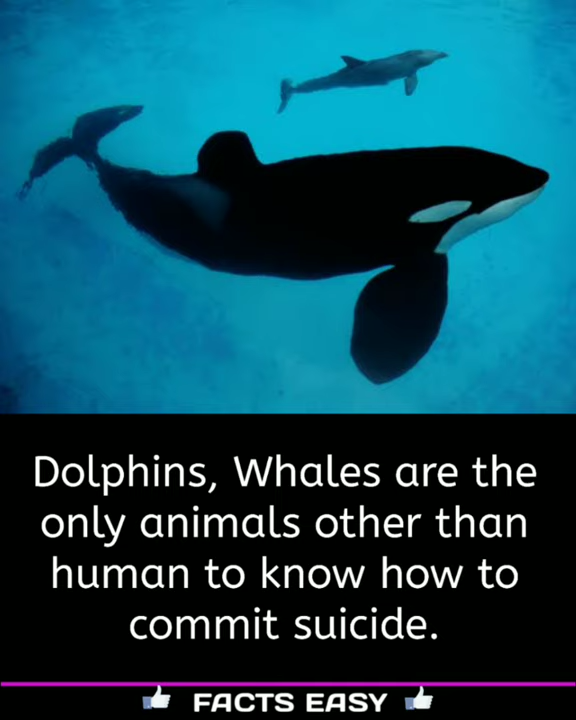 Dolphins, Whales are the
only animals other than
human to know how to
commit suicide.
FACTS EASY